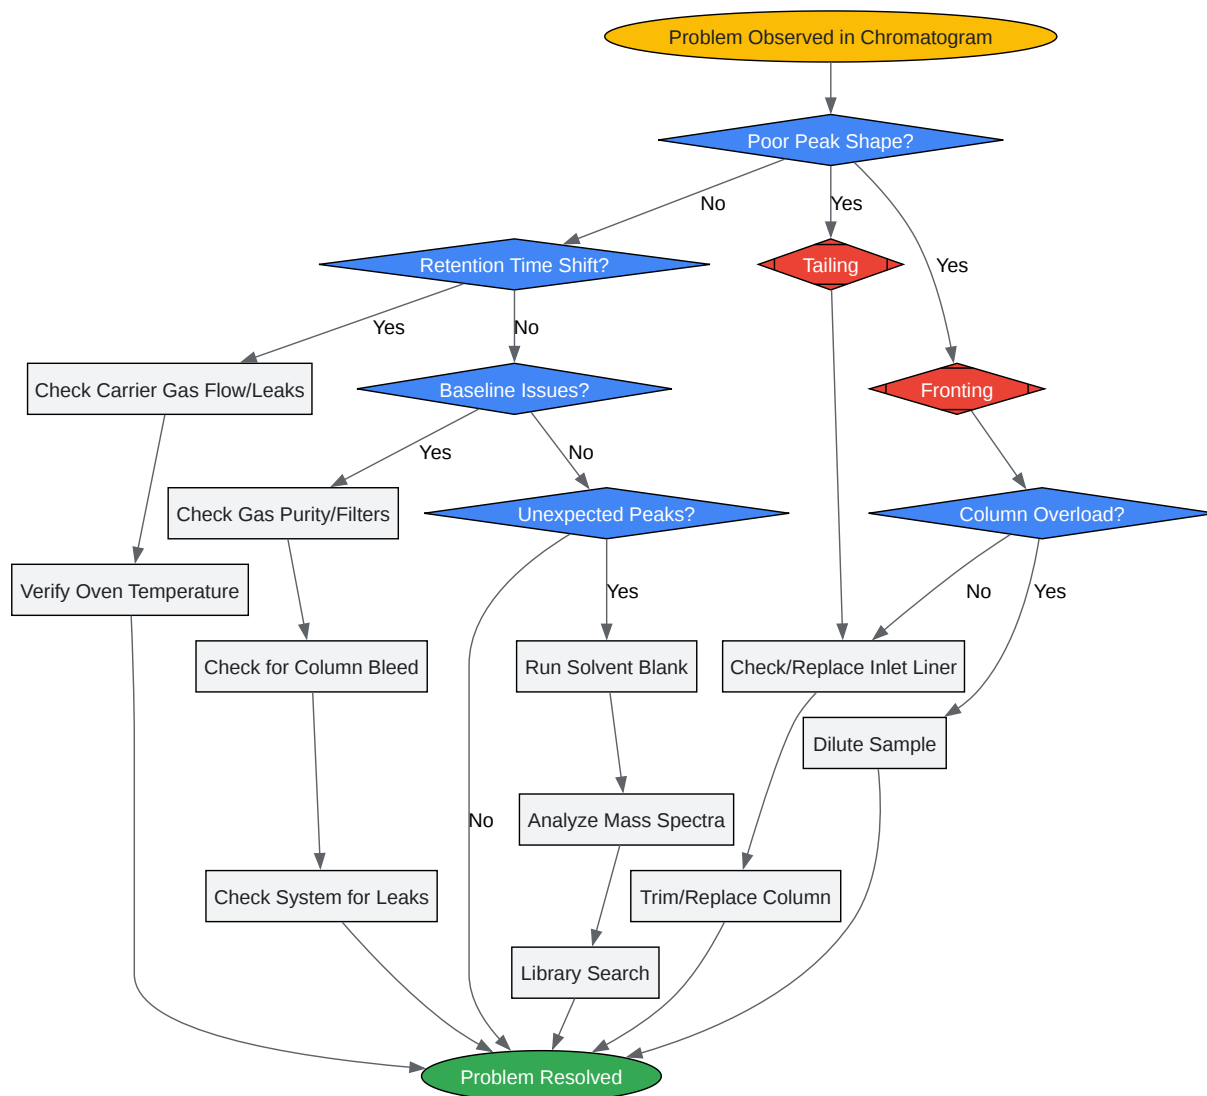 Problem Observed in Chromatogram
Poor Peak Shape?
No
Yes
Yes
Retention Time Shift?
Tailing
Yes
No
Check Carrier Gas Flow/Leaks
Baseline Issues?
Fronting
Yes
No
Check Gas Purity/Filters
Unexpected Peaks?
Column Overload?
Verify Oven Temperature
Yes
No
Yes
Check for Column Bleed
Run Solvent Blank
Check/Replace Inlet Liner
Dilute Sample
No
Analyze Mass Spectra
Check System for Leaks
Trim/Replace Column
Library Search
Problem Resolved